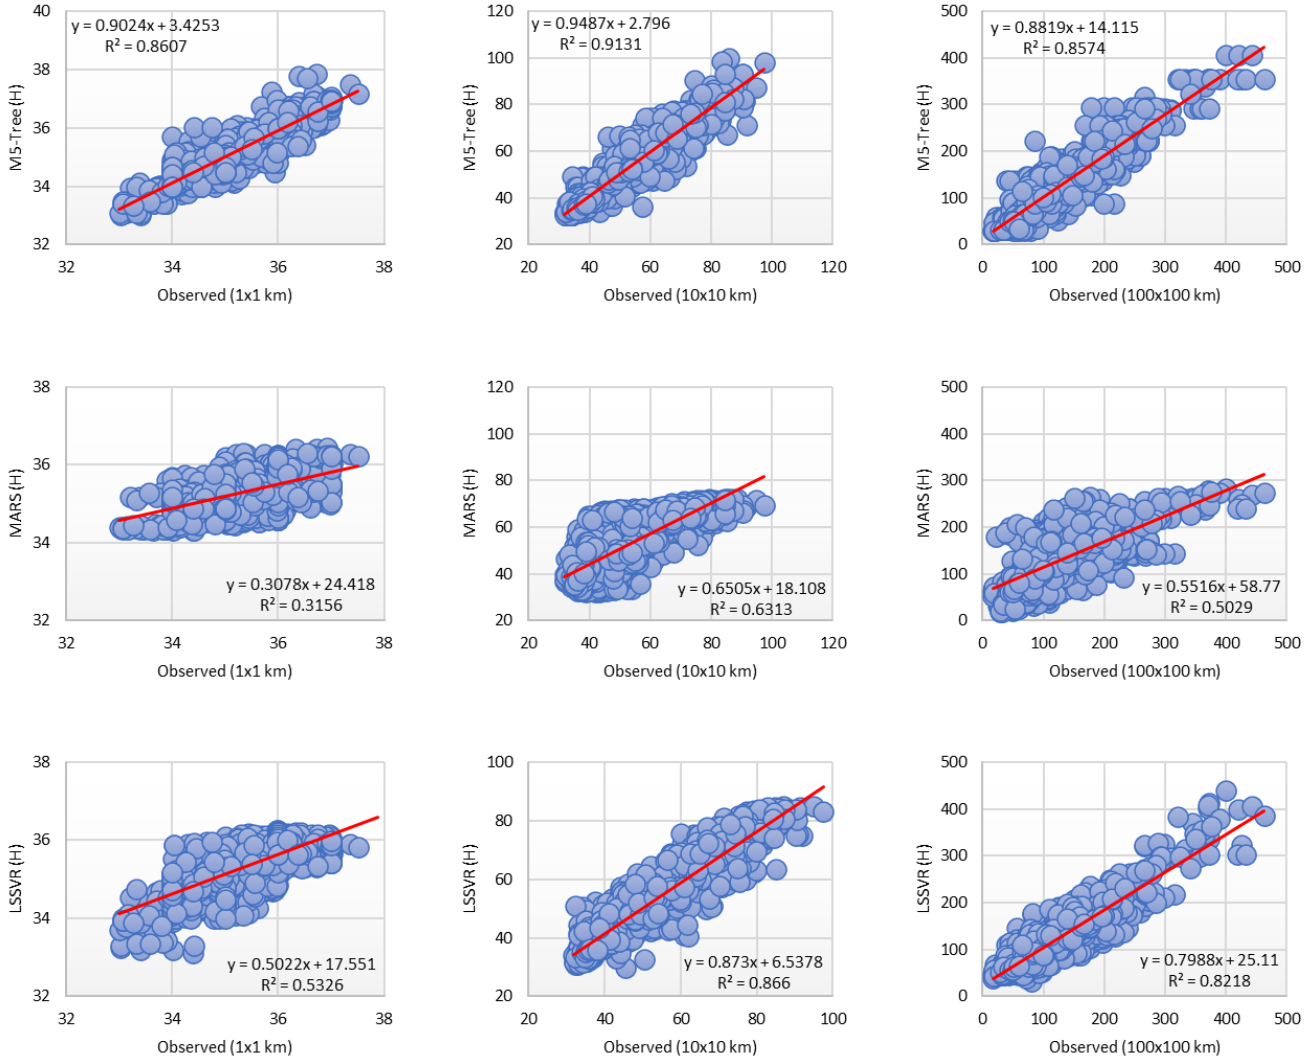 40
38
36
34
32
M5-Tree (H)
y = 0.9024x + 3.4253
R² = 0.8607
32
34
36
38
Observed (1x1 km)
120
100
80
60
40
20
M5-Tree (H)
y = 0.9487x + 2.796
R² = 0.9131
20
40
60
80
100
120
Observed (10x10 km)
500
400
300
200
100
0
M5-Tree (H)
y = 0.8819x + 14.115
R² = 0.8574
0
100
200
300
400
500
Observed (100x100 km)
38
36
34
32
MARS (H)
y = 0.3078x + 24.418
R² = 0.3156
32
34
36
38
Observed (1x1 km)
120
100
80
60
40
20
MARS (H)
y = 0.6505x + 18.108
R² = 0.6313
20
40
60
80
100
120
Observed (10x10 km)
500
400
300
200
100
0
MARS (H)
y = 0.5516x + 58.77
R² = 0.5029
0
100
200
300
400
500
Observed (100x100 km)
38
36
34
32
LSSVR (H)
y = 0.5022x + 17.551
R² = 0.5326
32
34
36
38
Observed (1x1 km)
100
80
60
40
20
LSSVR (H)
y = 0.873x + 6.5378
R² = 0.866
20
40
60
80
100
Observed (10x10 km)
500
400
300
200
100
0
LSSVR (H)
y = 0.7988x + 25.11
R² = 0.8218
0
100
200
300
400
500
Observed (100x100 km)